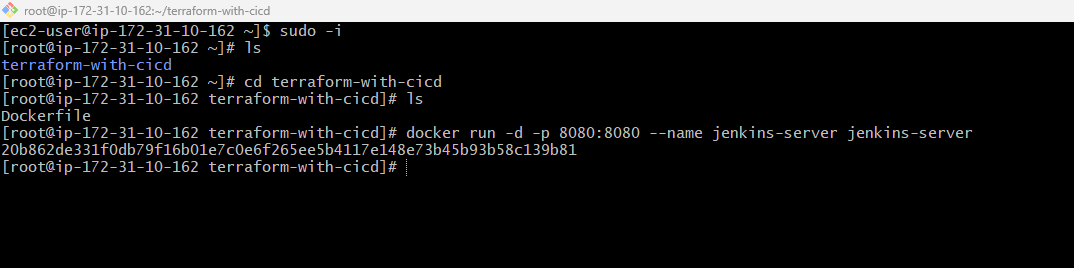 root@ip-172-31-10-162:~/terraform-with-cicd
[ec2-user@ip-172-31-10-162 ~]$ sudo -i
[root@ip-172-31-10-162 ~]# ls
terraform-with-cicd
[root@ip-172-31-10-162 ~]# cd terraform-with-cicd
[root@ip-172-31-10-162 terraform-with-cicd]# ls
Dockerfile
[root@ip-172-31-10-162 terraform-with-cicd]# docker run -d -p 8080:8080 --name jenkins-server jenkins-server
20b862de331f0db79f16b01e7c0e6f265ee5b4117e148e73b45b93b58c139b81
[root@ip-172-31-10-162 terraform-with-cicd]#